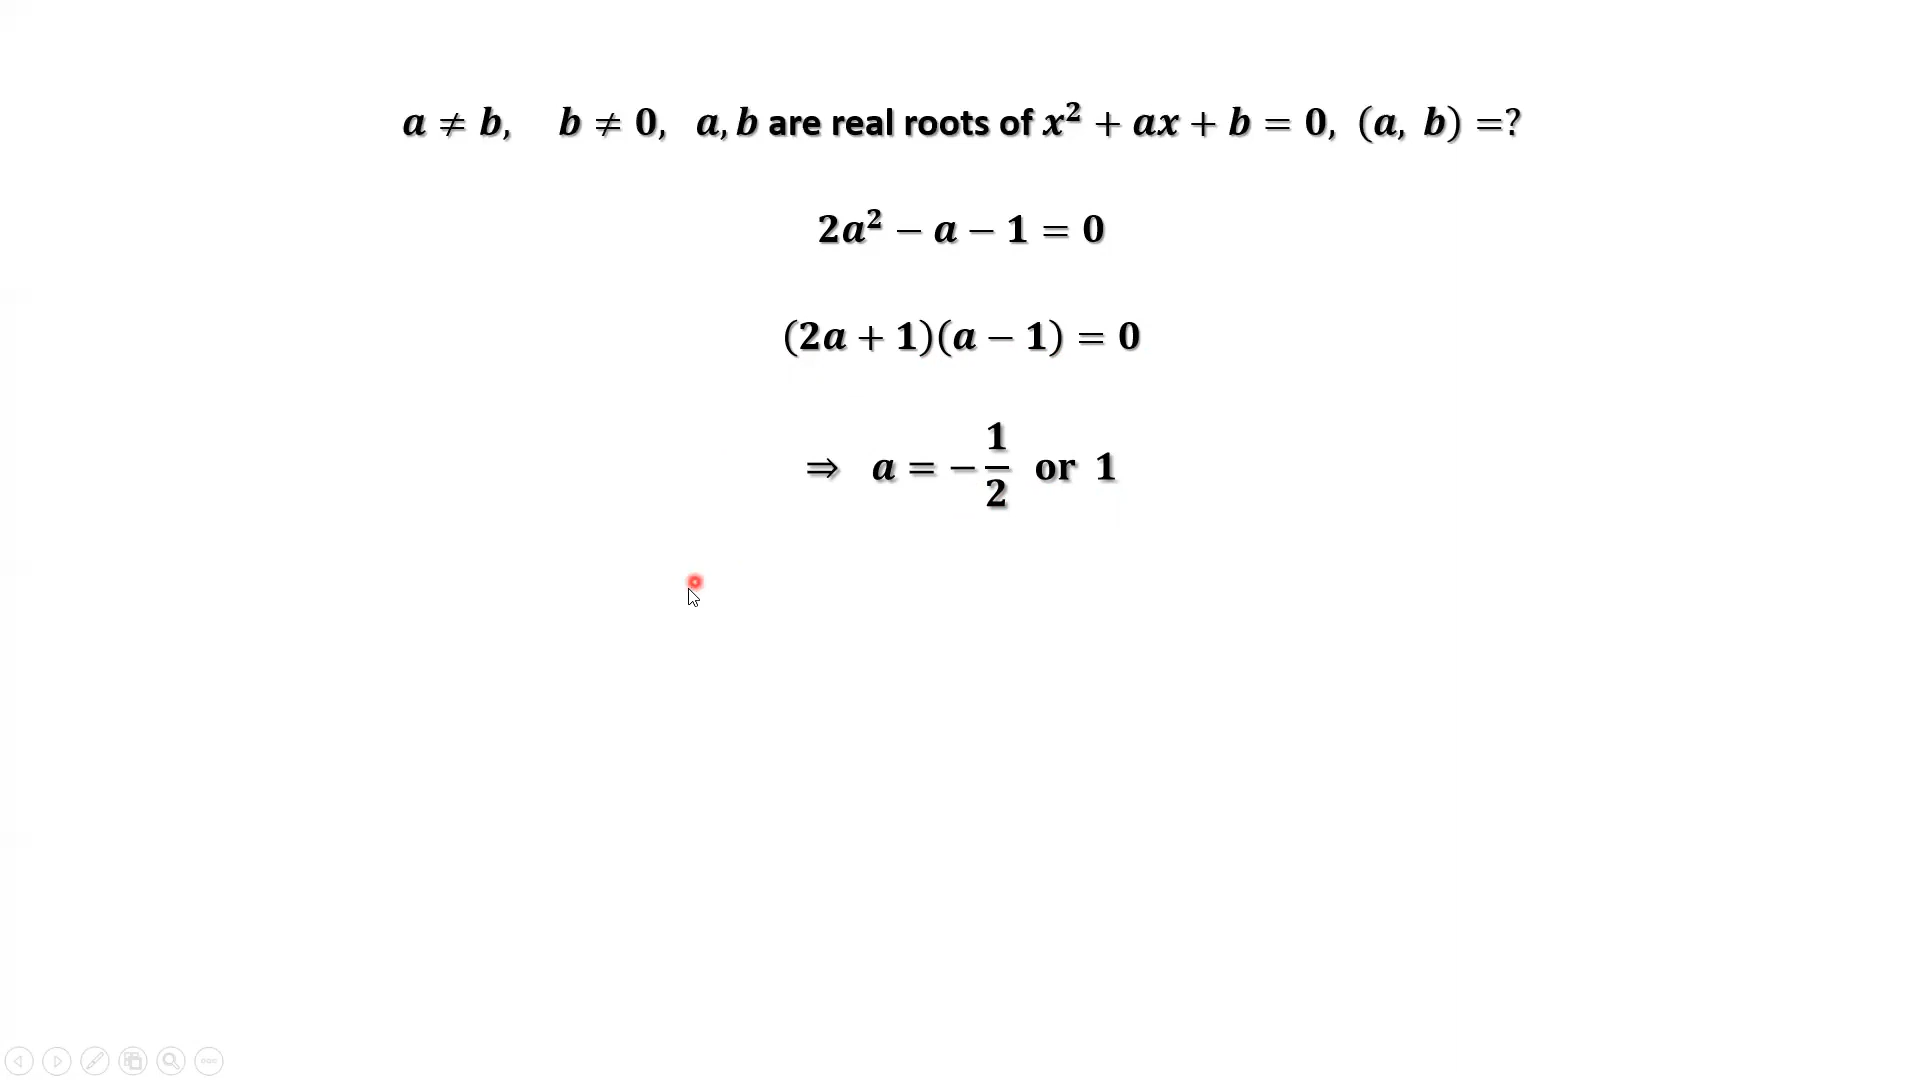 a ≠ b, b ≠ 0, a, b are real roots of x² + ax + b = 0, (a, b) =?
2a² − a − 1 = 0
(2a + 1)(a − 1) = 0
⇒ a = −1/2 or 1